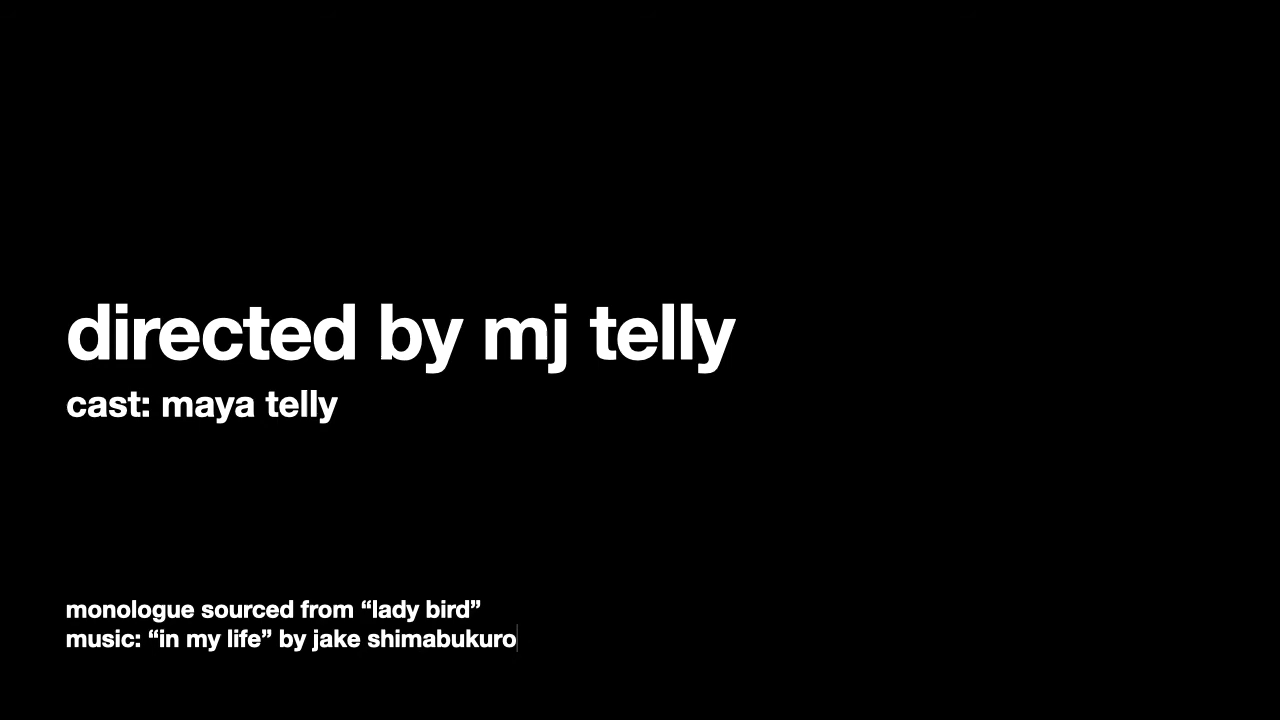 directed by mj telly
cast: maya telly
monologue sourced from “lady bird”
music: “in my life” by jake shimabukuro